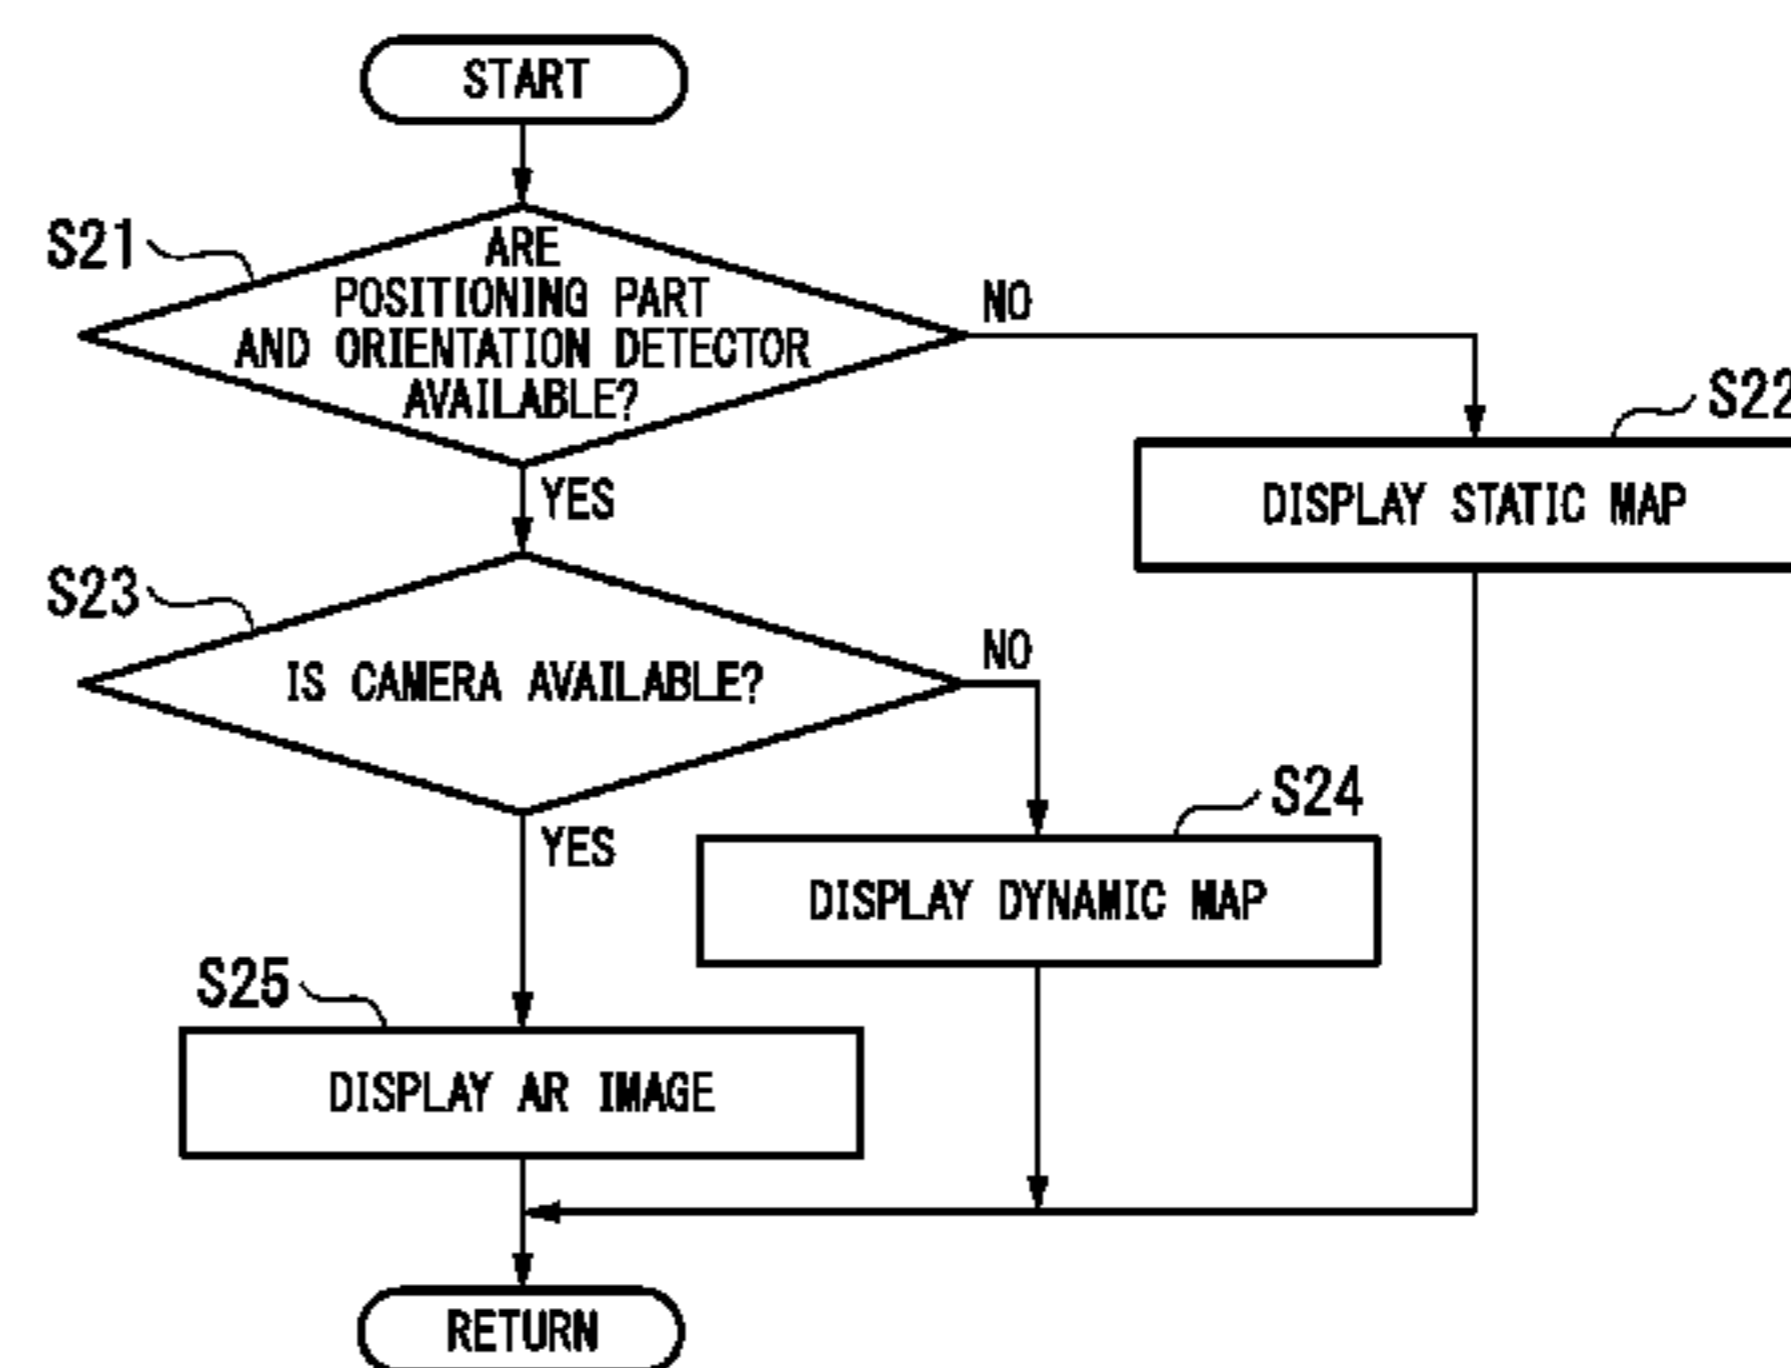 START
S21
ARE
POSITIONING PART
AND ORIENTATION DETECTOR
AVAILABLE?
NO
S22
DISPLAY STATIC MAP
YES
S23
IS CAMERA AVAILABLE?
NO
S24
DISPLAY DYNAMIC MAP
YES
S25
DISPLAY AR IMAGE
RETURN